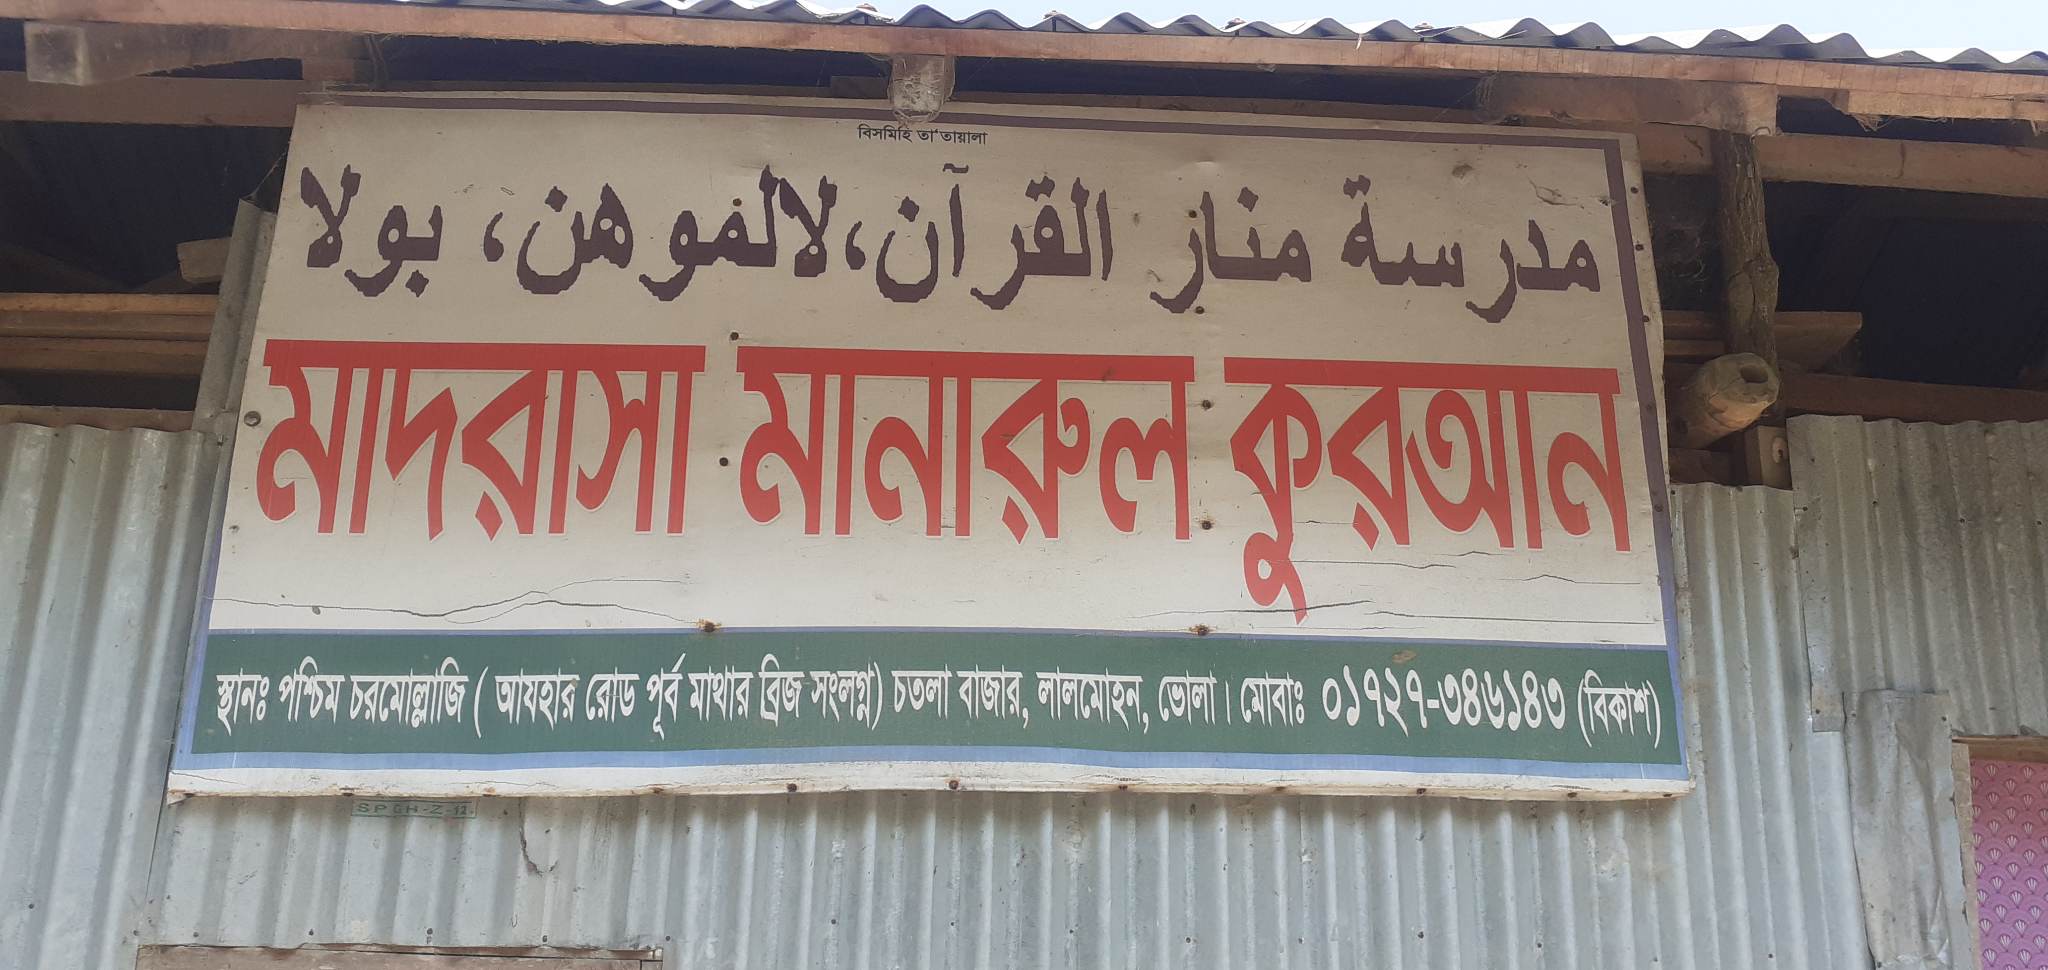 বিসমিহি তা'তায়ালা
مدرسة منار القرآن،لالموهن، بولا
মাদরাসা মানারুল কুরআন
স্থানঃ পশ্চিম চরমোল্লাজি ( আযহার রোড পূর্ব মাথার ব্রিজ সংলগ্ন) চতলা বাজার, লালমোহন, ভোলা। মোবাঃ ০১৭২৭-৩৪৬১৪৩ (বিকাশ)